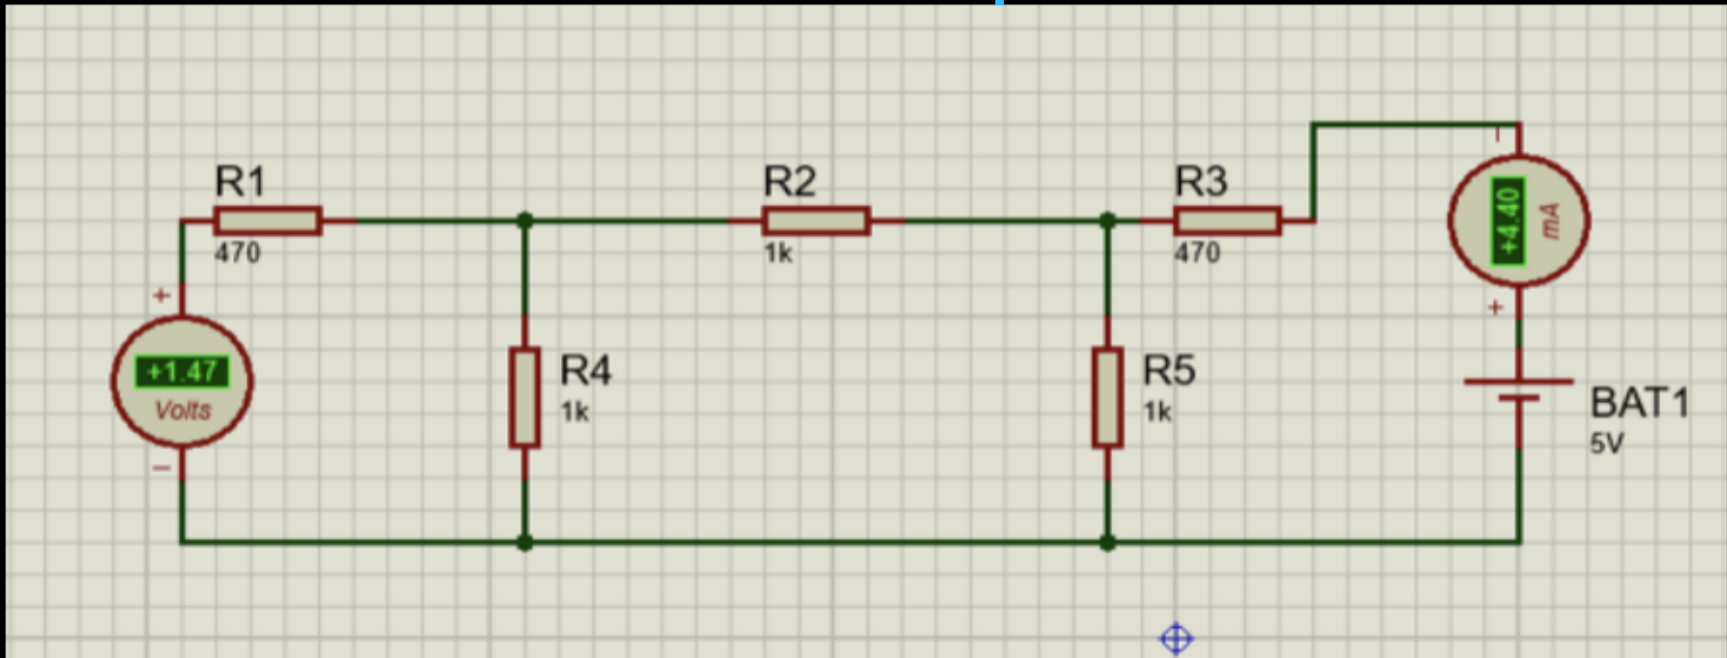 R1
470
R2
1k
R3
470
+4.40
mA
+
−
+
+1.47
Volts
−
R4
1k
R5
1k
BAT1
5V